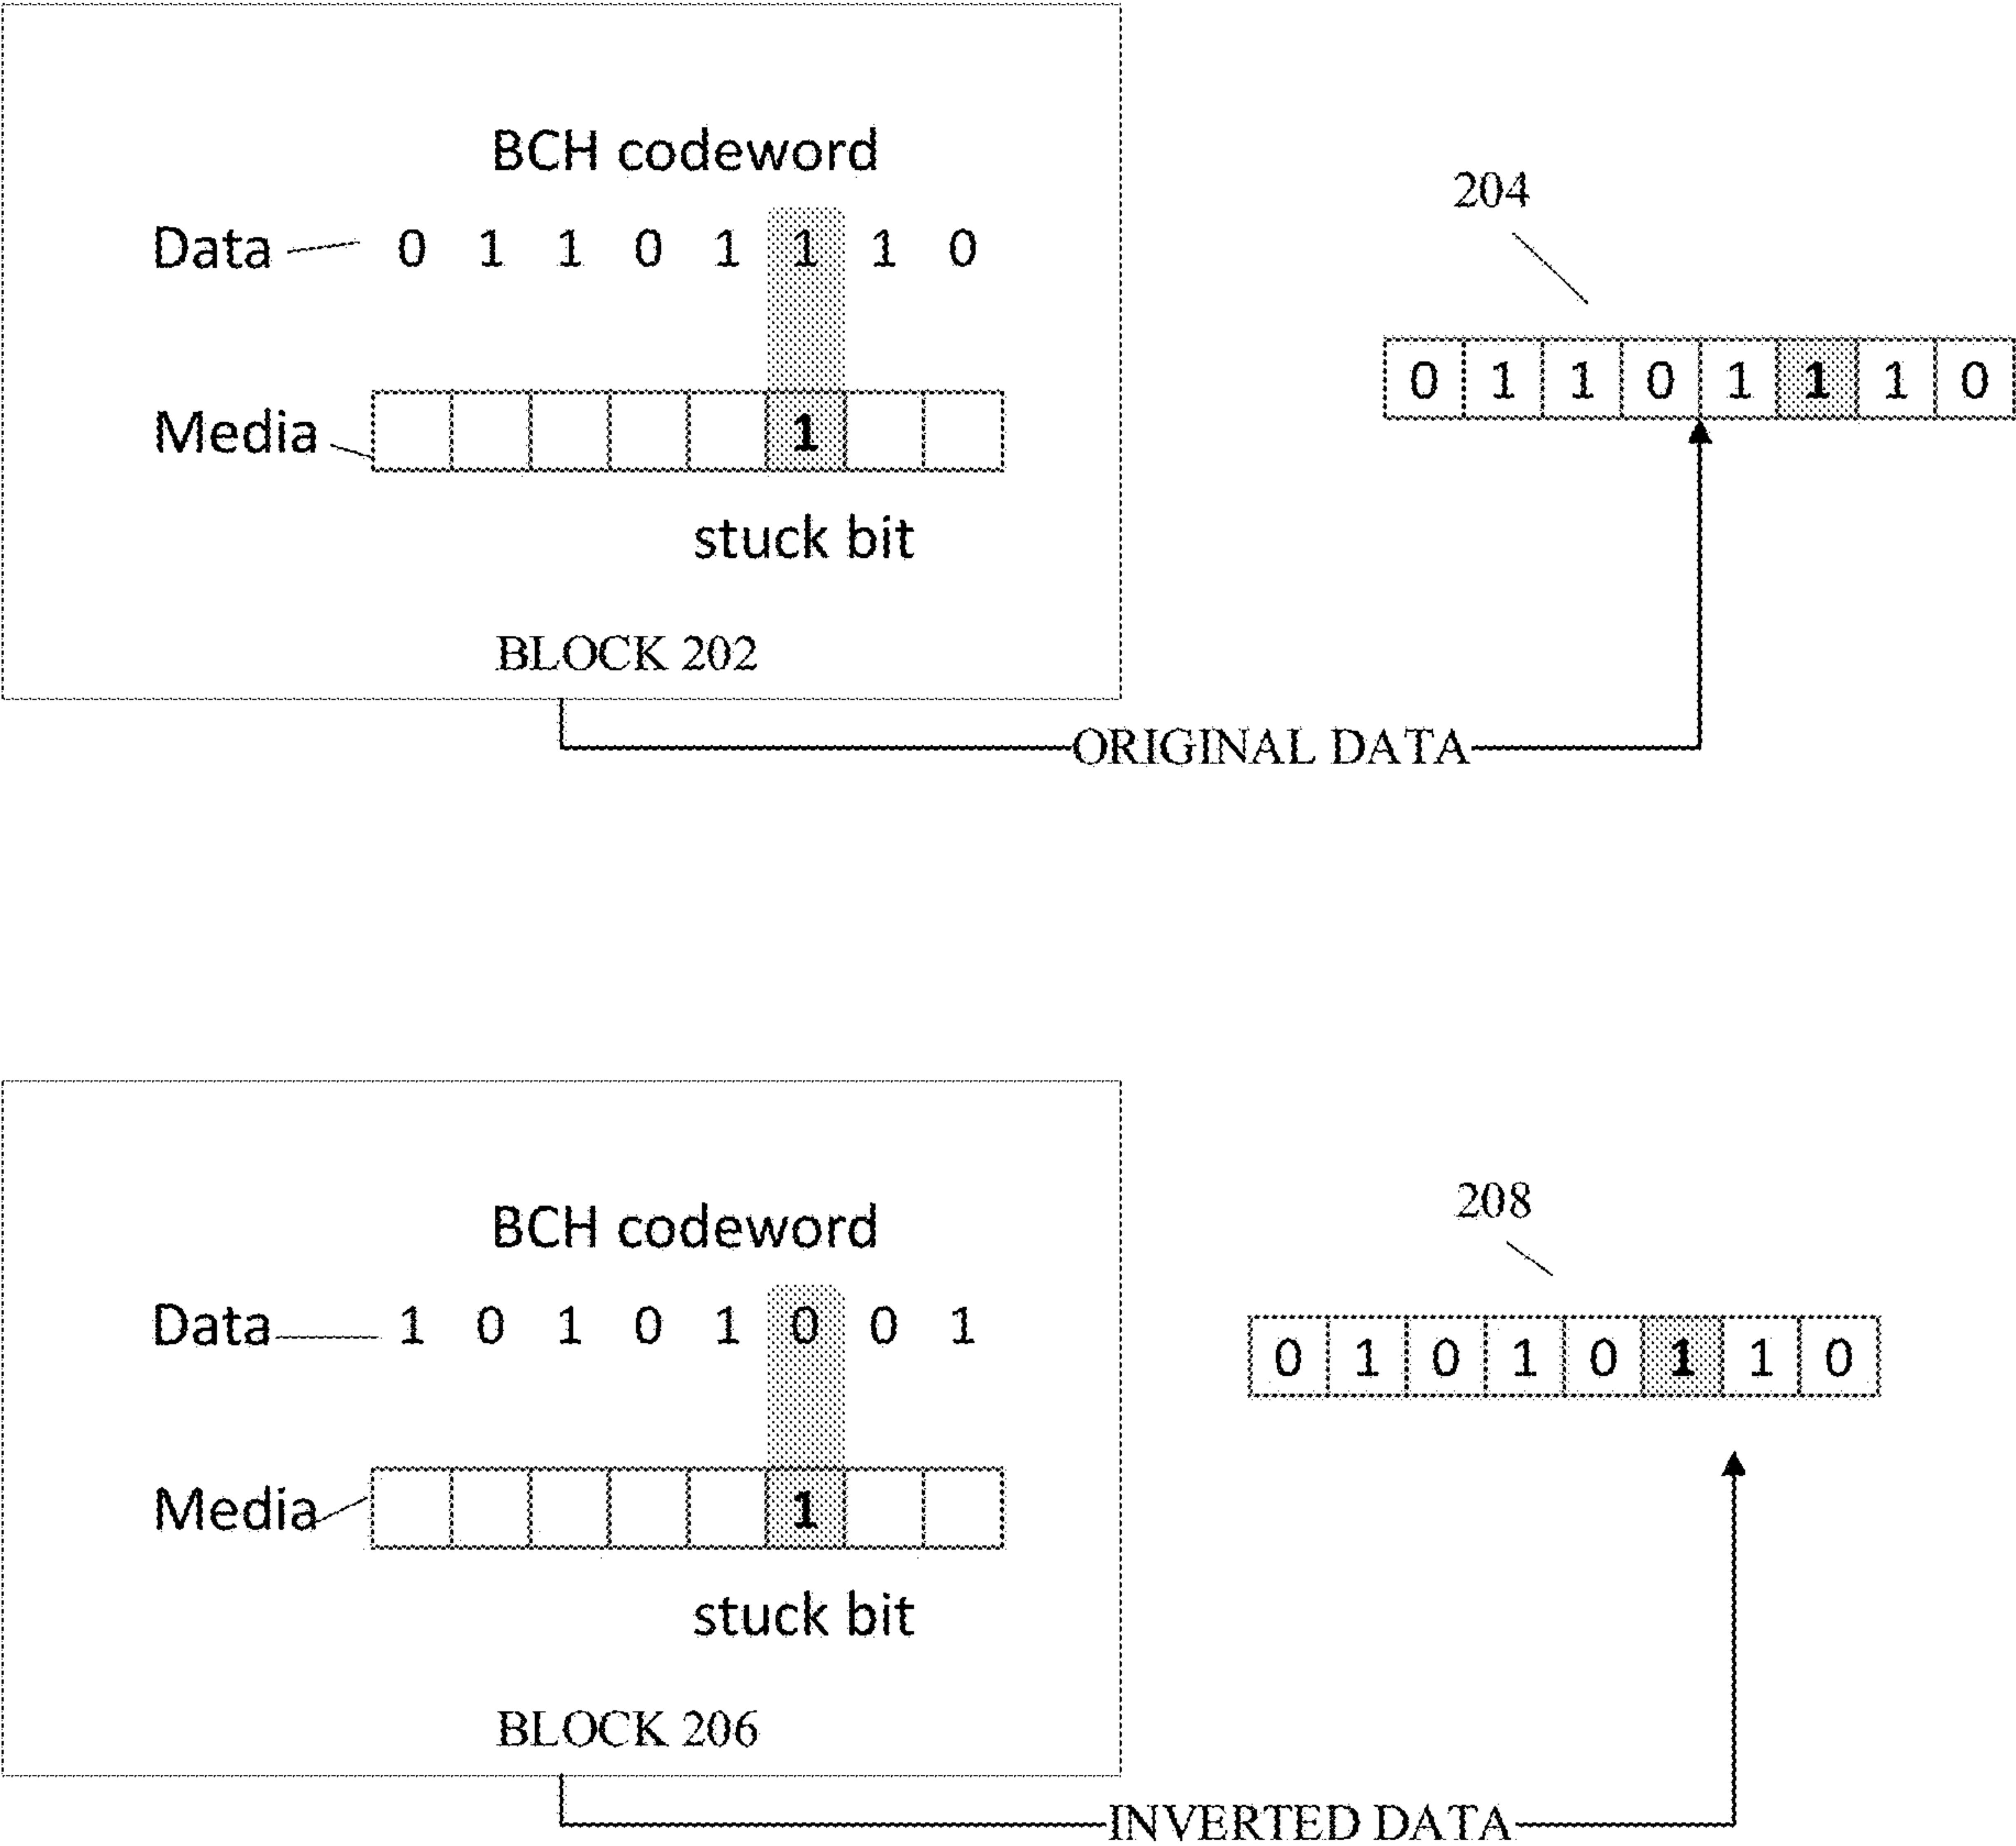 BCH codeword
Data 0 1 1 0 1 1 1 0
Media 1
stuck bit
BLOCK 202
204
0 1 1 0 1 1 1 0
ORIGINAL DATA
BCH codeword
Data 1 0 1 0 1 0 0 1
Media 1
stuck bit
BLOCK 206
208
0 1 0 1 0 1 1 0
INVERTED DATA